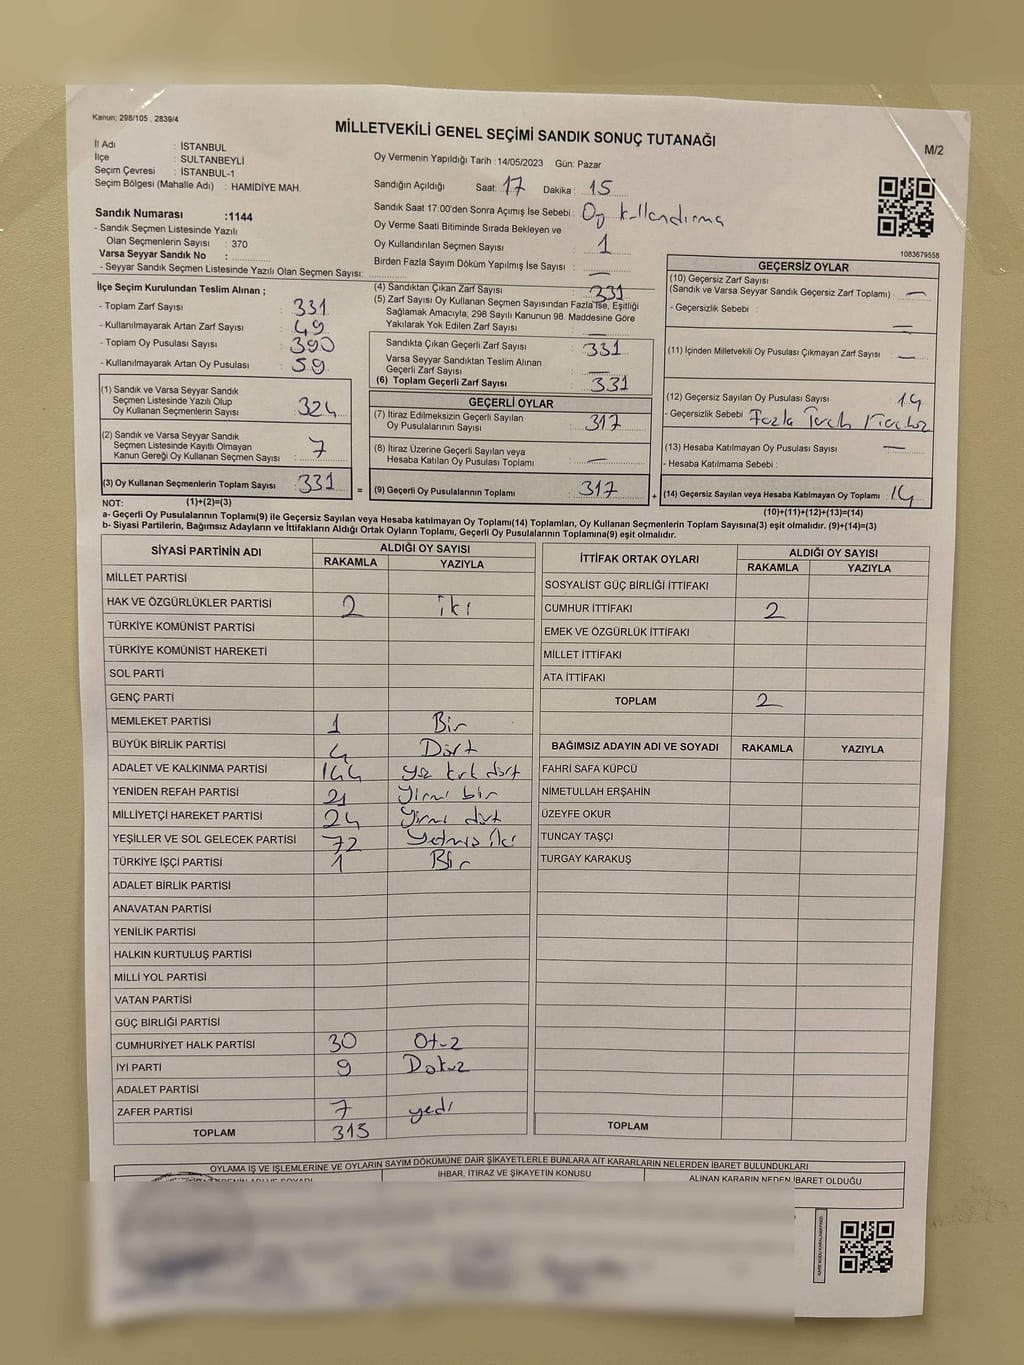 Kanun; 298/105 , 2839/4
MİLLETVEKİLİ GENEL SEÇİMİ SANDIK SONUÇ TUTANAĞI
M/2
İl Adı : İSTANBUL
İlçe : SULTANBEYLİ
Seçim Çevresi : İSTANBUL-1
Seçim Bölgesi (Mahalle Adı) : HAMİDİYE MAH.
Sandık Numarası :1144
- Sandık Seçmen Listesinde Yazılı
Olan Seçmenlerin Sayısı : 370
Varsa Seyyar Sandık No :
- Seyyar Sandık Seçmen Listesinde Yazılı Olan Seçmen Sayısı:
Oy Vermenin Yapıldığı Tarih :14/05/2023 Gün: Pazar
Sandığın Açıldığı Saat: 17 Dakika : 15
Sandık Saat 17:00'den Sonra Açımış İse Sebebi : Oy kullandırma
Oy Verme Saati Bitiminde Sırada Bekleyen ve
Oy Kullandırılan Seçmen Sayısı : 1
Birden Fazla Sayım Döküm Yapılmış İse Sayısı : —
1083679558
İlçe Seçim Kurulundan Teslim Alınan ;
- Toplam Zarf Sayısı : 331
- Kullanılmayarak Artan Zarf Sayısı : 49
- Toplam Oy Pusulası Sayısı : 390
- Kullanılmayarak Artan Oy Pusulası : 59
(1) Sandık ve Varsa Seyyar Sandık
Seçmen Listesinde Yazılı Olup
Oy Kullanan Seçmenlerin Sayısı : 324
(2) Sandık ve Varsa Seyyar Sandık
Seçmen Listesinde Kayıtlı Olmayan
Kanun Gereği Oy Kullanan Seçmen Sayısı : 7
(3) Oy Kullanan Seçmenlerin Toplam Sayısı : 331
(4) Sandıktan Çıkan Zarf Sayısı : 331
(5) Zarf Sayısı Oy Kullanan Seçmen Sayısından Fazla İse, Eşitliği
Sağlamak Amacıyla; 298 Sayılı Kanunun 98. Maddesine Göre
Yakılarak Yok Edilen Zarf Sayısı : —
Sandıkta Çıkan Geçerli Zarf Sayısı : 331
Varsa Seyyar Sandıktan Teslim Alınan
Geçerli Zarf Sayısı : —
(6) Toplam Geçerli Zarf Sayısı : 331
GEÇERLİ OYLAR
(7) İtiraz Edilmeksizin Geçerli Sayılan
Oy Pusulalarının Sayısı : 317
(8) İtiraz Üzerine Geçerli Sayılan veya
Hesaba Katılan Oy Pusulası Toplamı : —
= (9) Geçerli Oy Pusulalarının Toplamı : 317
GEÇERSİZ OYLAR
(10) Geçersiz Zarf Sayısı
(Sandık ve Varsa Seyyar Sandık Geçersiz Zarf Toplamı) : —
- Geçersizlik Sebebi :
(11) İçinden Milletvekili Oy Pusulası Çıkmayan Zarf Sayısı : —
(12) Geçersiz Sayılan Oy Pusulası Sayısı : 14
- Geçersizlik Sebebi : Fazla
(13) Hesaba Katılmayan Oy Pusulası Sayısı : —
- Hesaba Katılmama Sebebi :
+ (14) Geçersiz Sayılan veya Hesaba Katılmayan Oy Toplamı : 14
NOT: (1)+(2)=(3)
(10)+(11)+(12)+(13)=(14)
a- Geçerli Oy Pusulalarının Toplamı(9) ile Geçersiz Sayılan veya Hesaba katılmayan Oy Toplamı(14) Toplamları, Oy Kullanan Seçmenlerin Toplam Sayısına(3) eşit olmalıdır. (9)+(14)=(3)
b- Siyasi Partilerin, Bağımsız Adayların ve İttifakların Aldığı Ortak Oyların Toplamı, Geçerli Oy Pusulalarının Toplamına(9) eşit olmalıdır.
SİYASİ PARTİNİN ADI ALDIĞI OY SAYISI
RAKAMLA YAZIYLA
MİLLET PARTİSİ
HAK VE ÖZGÜRLÜKLER PARTİSİ 2 iki
TÜRKİYE KOMÜNİST PARTİSİ
TÜRKİYE KOMÜNİST HAREKETİ
SOL PARTİ
GENÇ PARTİ
MEMLEKET PARTİSİ 1 Bir
BÜYÜK BİRLİK PARTİSİ 4 Dört
ADALET VE KALKINMA PARTİSİ 144 yüz kırk dört
YENİDEN REFAH PARTİSİ 21 yirmi bir
MİLLİYETÇİ HAREKET PARTİSİ 24 yirmi dört
YEŞİLLER VE SOL GELECEK PARTİSİ 72 yetmiş iki
TÜRKİYE İŞÇİ PARTİSİ 1 Bir
ADALET BİRLİK PARTİSİ
ANAVATAN PARTİSİ
YENİLİK PARTİSİ
HALKIN KURTULUŞ PARTİSİ
MİLLİ YOL PARTİSİ
VATAN PARTİSİ
GÜÇ BİRLİĞİ PARTİSİ
CUMHURİYET HALK PARTİSİ 30 Otuz
İYİ PARTİ 9 Dokuz
ADALET PARTİSİ
ZAFER PARTİSİ 7 yedi
TOPLAM 315
İTTİFAK ORTAK OYLARI ALDIĞI OY SAYISI
RAKAMLA YAZIYLA
SOSYALİST GÜÇ BİRLİĞİ İTTİFAKI
CUMHUR İTTİFAKI 2
EMEK VE ÖZGÜRLÜK İTTİFAKI
MİLLET İTTİFAKI
ATA İTTİFAKI
TOPLAM 2
BAĞIMSIZ ADAYIN ADI VE SOYADI RAKAMLA YAZIYLA
FAHRİ SAFA KÜPCÜ
NİMETULLAH ERŞAHİN
ÜZEYFE OKUR
TUNCAY TAŞÇI
TURGAY KARAKUŞ
TOPLAM
OYLAMA İŞ VE İŞLEMLERİNE VE OYLARIN SAYIM DÖKÜMÜNE DAİR ŞİKAYETLERLE BUNLARA AİT KARARLARIN NELERDEN İBARET BULUNDUKLARI
İHBAR, İTİRAZ VE ŞİKAYETİN KONUSU
ALINAN KARARIN NEDEN İBARET OLDUĞU